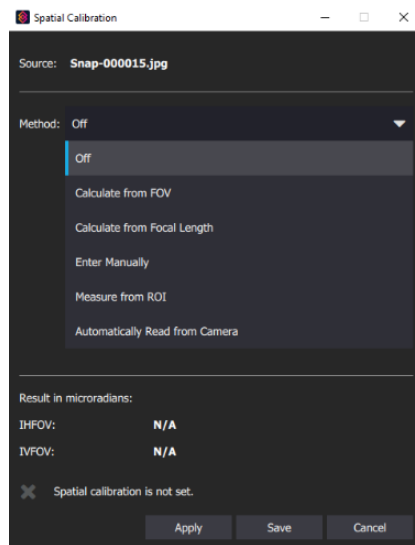 Spatial Calibration
Source: Snap-000015.jpg
Method: Off
Off
Calculate from FOV
Calculate from Focal Length
Enter Manually
Measure from ROI
Automatically Read from Camera
Result in microradians:
IHFOV: N/A
IVFOV: N/A
Spatial calibration is not set.
Apply Save Cancel